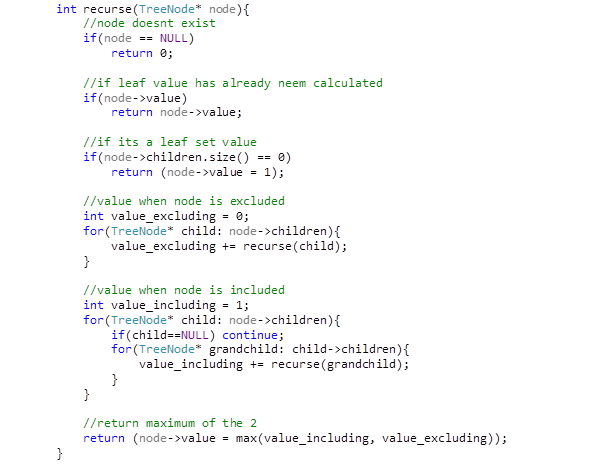 int recurse(TreeNode* node){
//node doesnt exist
if(node == NULL)
return 0;
//if leaf value has already neem calculated
if(node->value)
return node->value;
//if its a leaf set value
if(node->children.size() == 0)
return (node->value = 1);
//value when node is excluded
int value_excluding = 0;
for(TreeNode* child: node->children){
value_excluding += recurse(child);
}
//value when node is included
int value_including = 1;
for(TreeNode* child: node->children){
if(child==NULL) continue;
for(TreeNode* grandchild: child->children){
value_including += recurse(grandchild);
}
}
//return maximum of the 2
return (node->value = max(value_including, value_excluding));
}